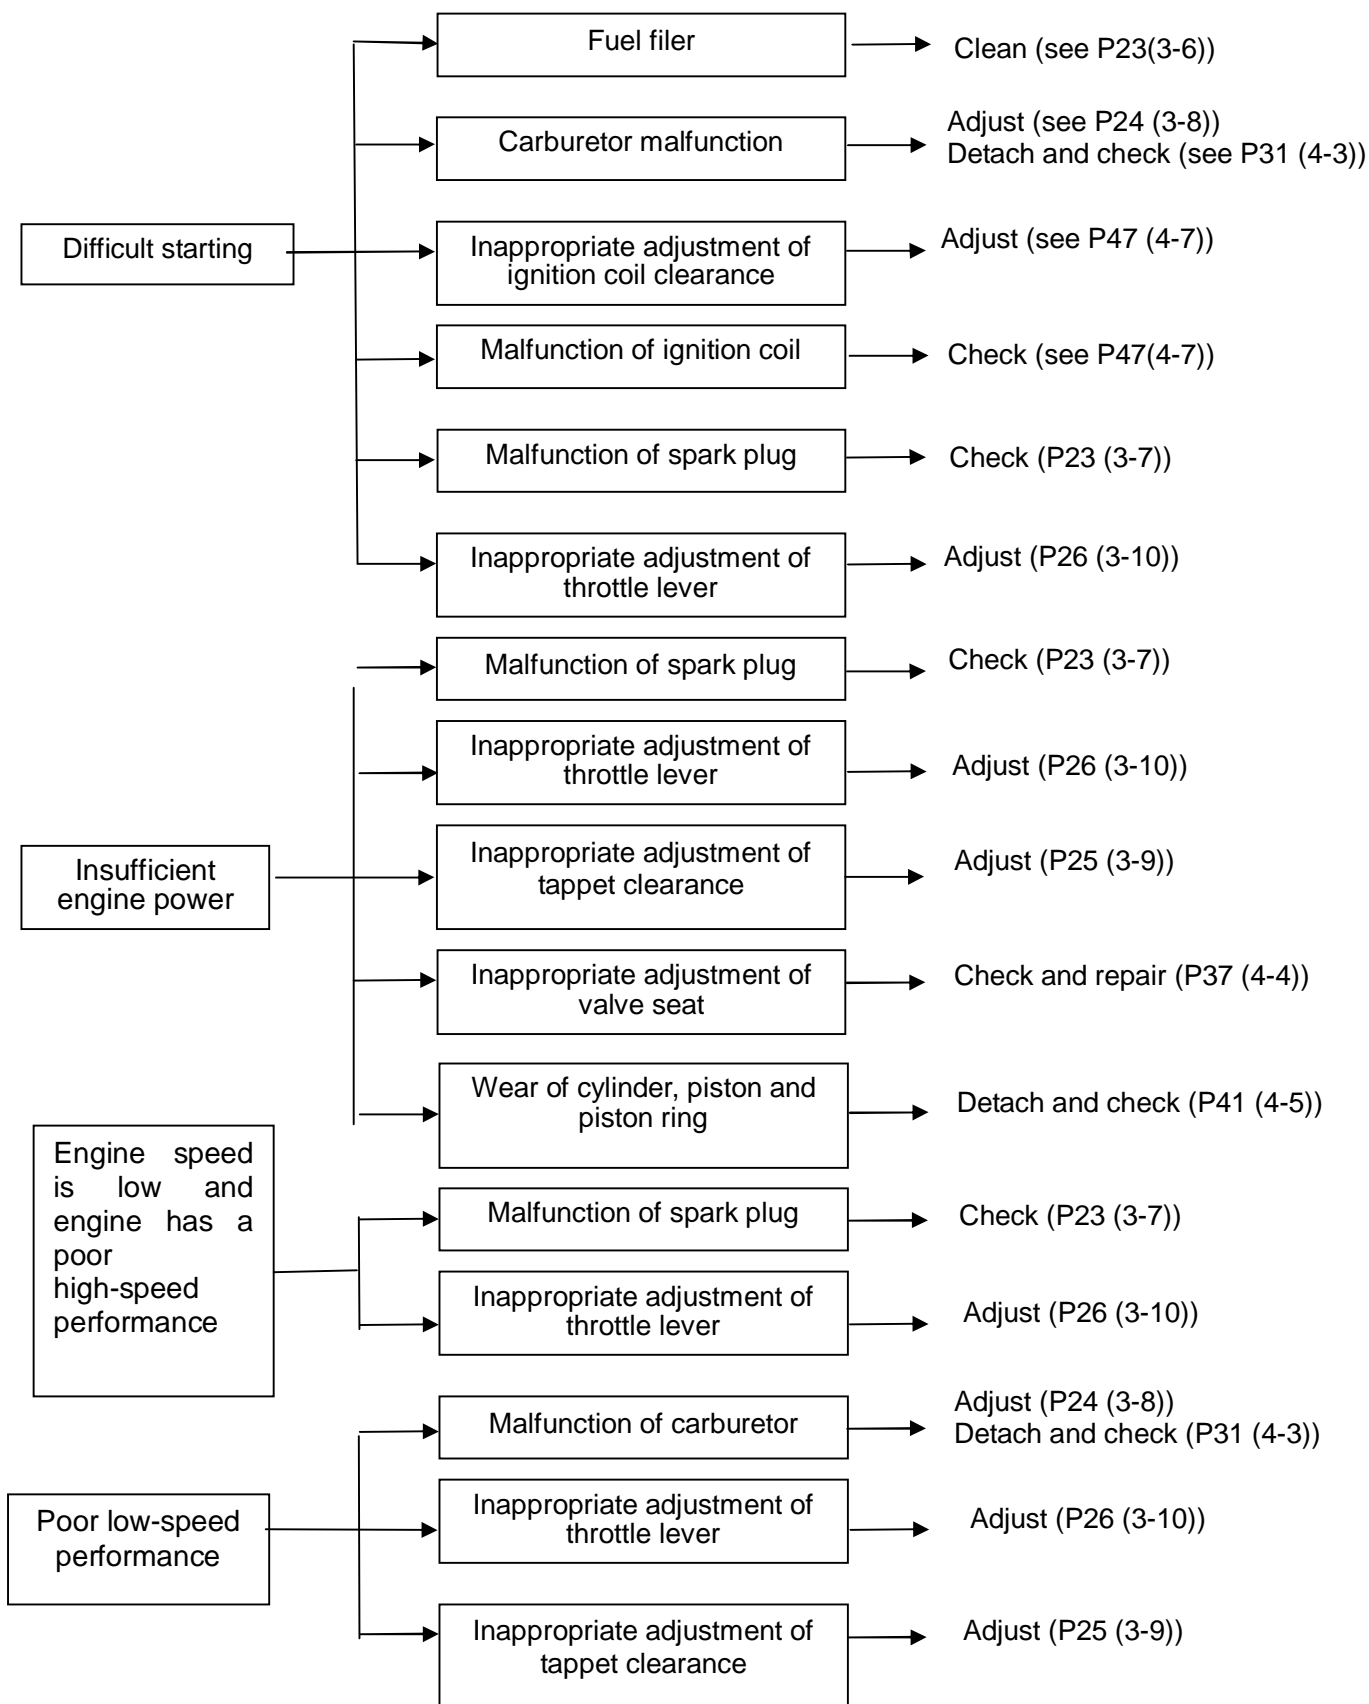 Fuel filer
Clean (see P23(3-6))
Carburetor malfunction
Adjust (see P24 (3-8))
Detach and check (see P31 (4-3))
Difficult starting
Inappropriate adjustment of
ignition coil clearance
Adjust (see P47 (4-7))
Malfunction of ignition coil
Check (see P47(4-7))
Malfunction of spark plug
Check (P23 (3-7))
Inappropriate adjustment of
throttle lever
Adjust (P26 (3-10))
Malfunction of spark plug
Check (P23 (3-7))
Inappropriate adjustment of
throttle lever
Adjust (P26 (3-10))
Insufficient
engine power
Inappropriate adjustment of
tappet clearance
Adjust (P25 (3-9))
Inappropriate adjustment of
valve seat
Check and repair (P37 (4-4))
Wear of cylinder, piston and
piston ring
Detach and check (P41 (4-5))
Engine speed
is low and
engine has a
poor
high-speed
performance
Malfunction of spark plug
Check (P23 (3-7))
Inappropriate adjustment of
throttle lever
Adjust (P26 (3-10))
Malfunction of carburetor
Adjust (P24 (3-8))
Detach and check (P31 (4-3))
Poor low-speed
performance
Inappropriate adjustment of
throttle lever
Adjust (P26 (3-10))
Inappropriate adjustment of
tappet clearance
Adjust (P25 (3-9))